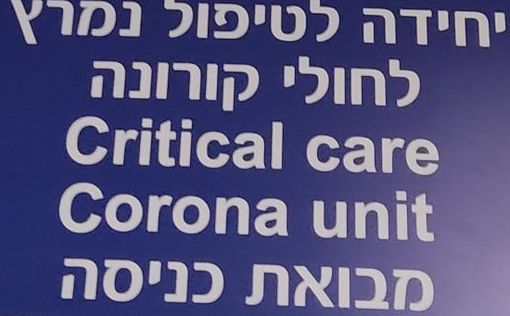 יחידה לטיפול נמרץ
לחולי קורונה
Critical care
Corona unit
מבואת כניסה